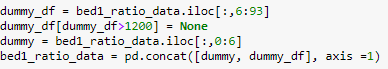 dummy_df = bed1_ratio_data.iloc[:,6:93]
dummy_df[dummy_df>1200] = None
dummy = bed1_ratio_data.iloc[:,0:6]
bed1_ratio_data = pd.concat([dummy, dummy_df], axis =1)